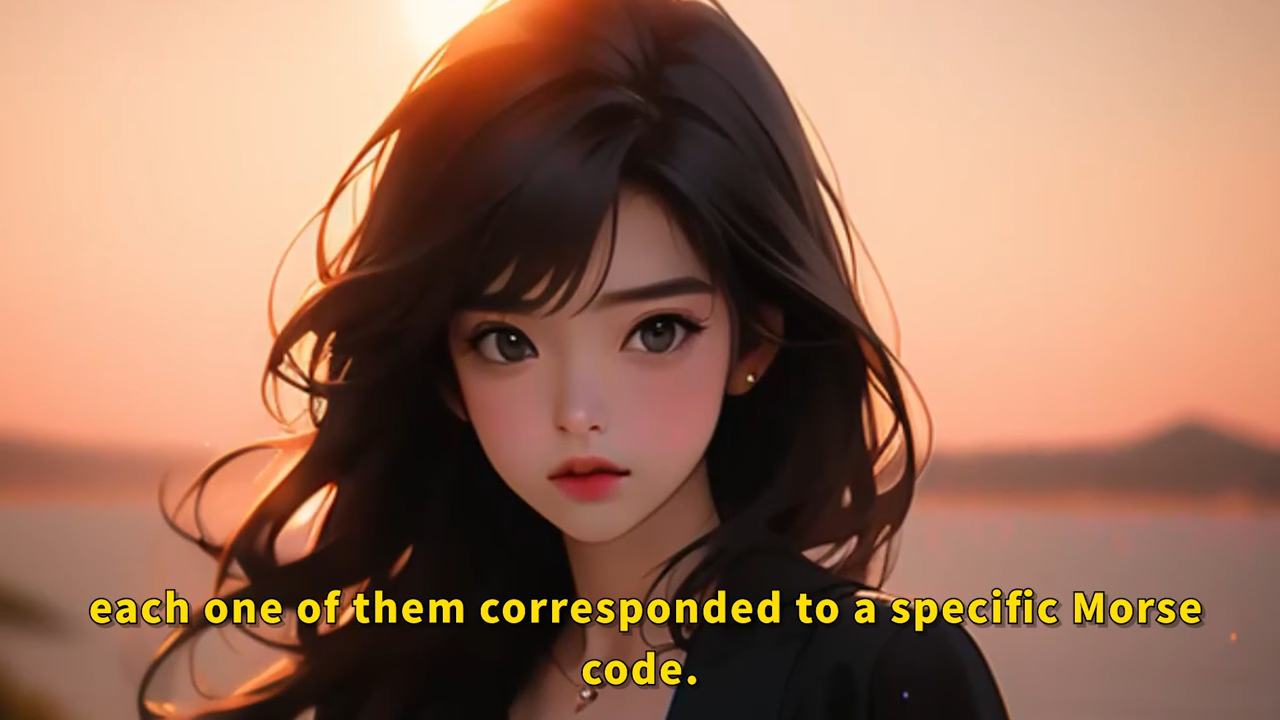 each one of them corresponded to a specific Morse
code.